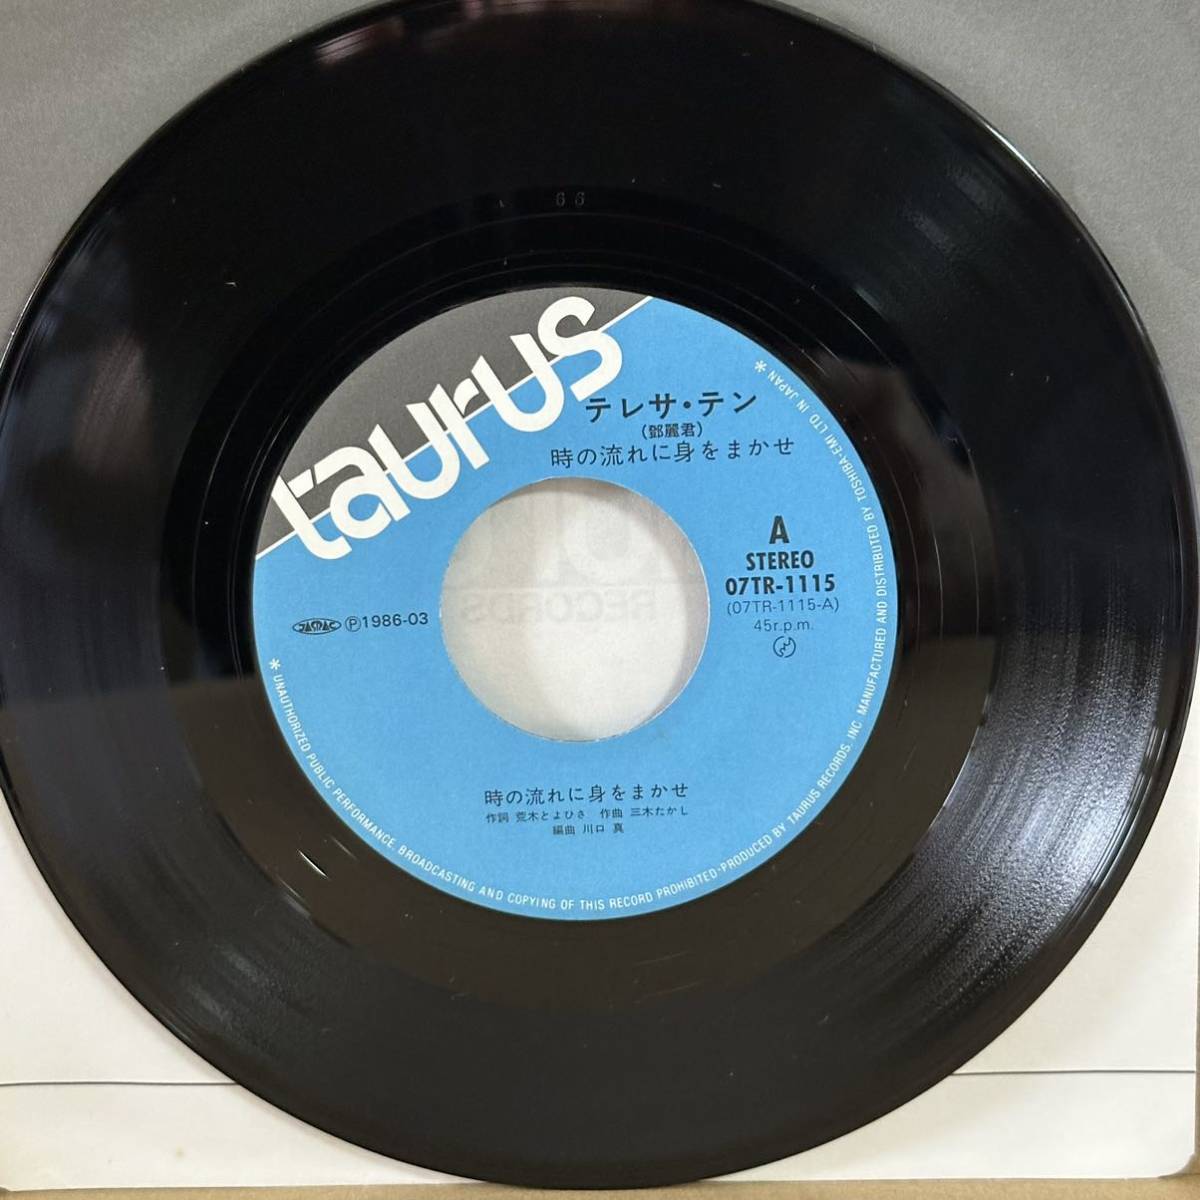 66
taurus
テレサ・テン
(鄧麗君)
時の流れに身をまかせ
A
STEREO
07TR-1115
(07TR-1115-A)
45r.p.m.
JASRAC Ⓟ1986-03
RECORDS
時の流れに身をまかせ
作詞 荒木とよひさ 作曲 三木たかし
編曲 川口 真
* UNAUTHORIZED PUBLIC PERFORMANCE, BROADCASTING AND COPYING OF THIS RECORD PROHIBITED・PRODUCED BY TAURUS RECORDS, INC. MANUFACTURED AND DISTRIBUTED BY TOSHIBA-EMI LTD IN JAPAN *